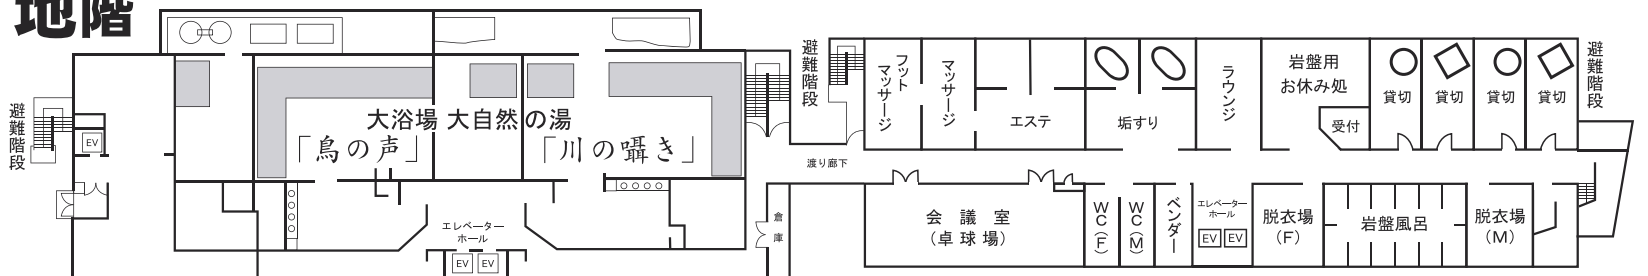 地階
避難階段
EV
大浴場 大自然の湯
「鳥の声」
「川の囁き」
エレベーター
ホール
EV EV
避難階段
渡り廊下
倉庫
フット
マッサージ
マッサージ
エステ
垢すり
ラウンジ
岩盤用
お休み処
受付
貸切
貸切
貸切
貸切
避難階段
会議室
(卓球場)
WC(F)
WC(M)
ベンダー
エレベーター
ホール
EV EV
脱衣場
(F)
岩盤風呂
脱衣場
(M)